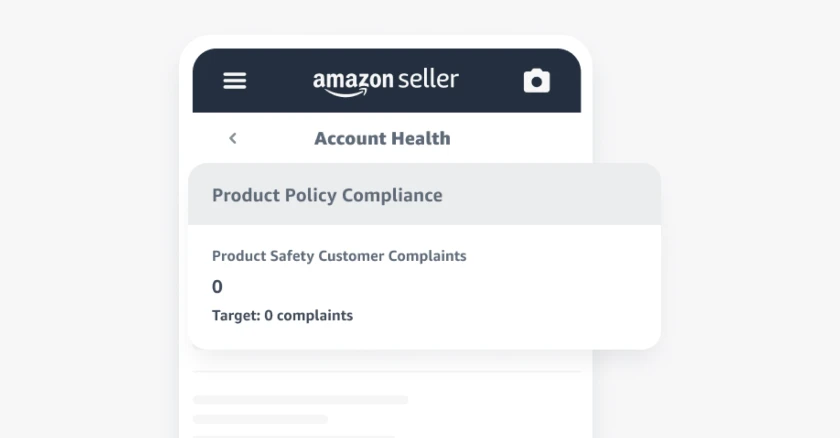 amazon seller
Account Health
Product Policy Compliance
Product Safety Customer Complaints
0
Target: 0 complaints